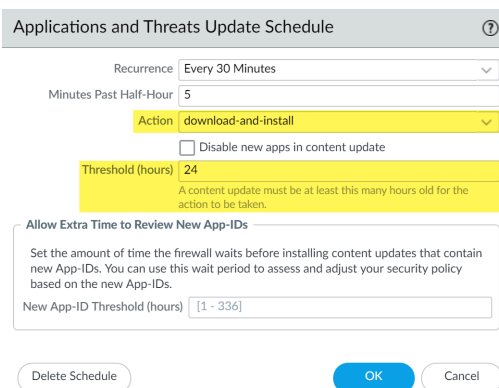 Applications and Threats Update Schedule ?
Recurrence Every 30 Minutes
Minutes Past Half-Hour 5
Action download-and-install
Disable new apps in content update
Threshold (hours) 24
A content update must be at least this many hours old for the
action to be taken.
Allow Extra Time to Review New App-IDs
Set the amount of time the firewall waits before installing content updates that contain
new App-IDs. You can use this wait period to assess and adjust your security policy
based on the new App-IDs.
New App-ID Threshold (hours) [1 - 336]
Delete Schedule OK Cancel